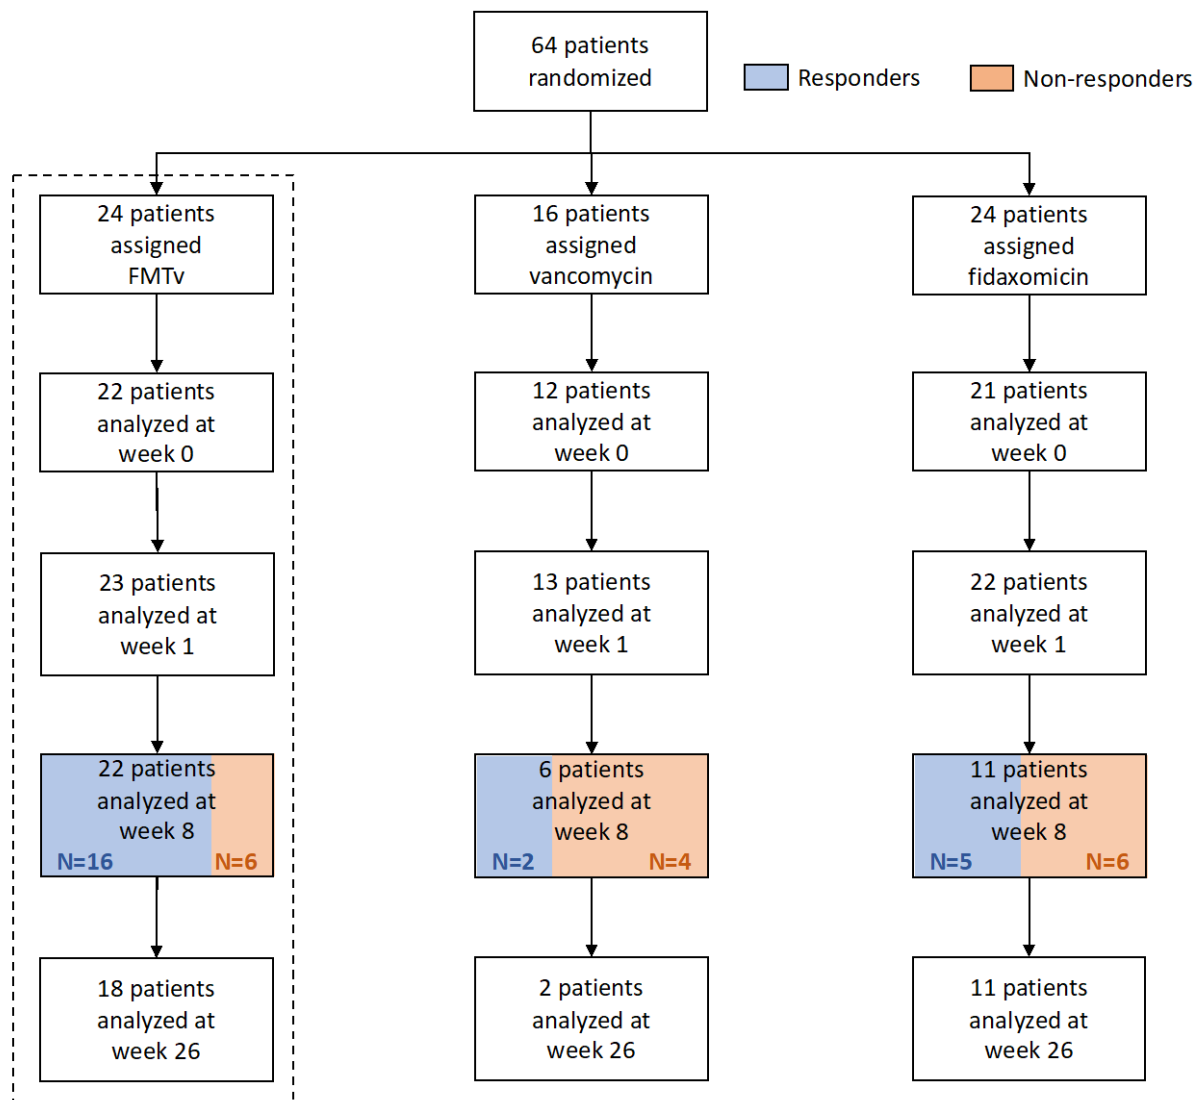 64 patients
randomized
Responders
Non-responders
24 patients
assigned
FMTv
16 patients
assigned
vancomycin
24 patients
assigned
fidaxomicin
22 patients
analyzed at
week 0
12 patients
analyzed at
week 0
21 patients
analyzed at
week 0
23 patients
analyzed at
week 1
13 patients
analyzed at
week 1
22 patients
analyzed at
week 1
22 patients
analyzed at
week 8
N=16 N=6
6 patients
analyzed at
week 8
N=2 N=4
11 patients
analyzed at
week 8
N=5 N=6
18 patients
analyzed at
week 26
2 patients
analyzed at
week 26
11 patients
analyzed at
week 26